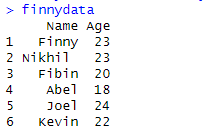 > finnydata
Name Age
1 Finny 23
2 Nikhil 23
3 Fibin 20
4 Abel 18
5 Joel 24
6 Kevin 22